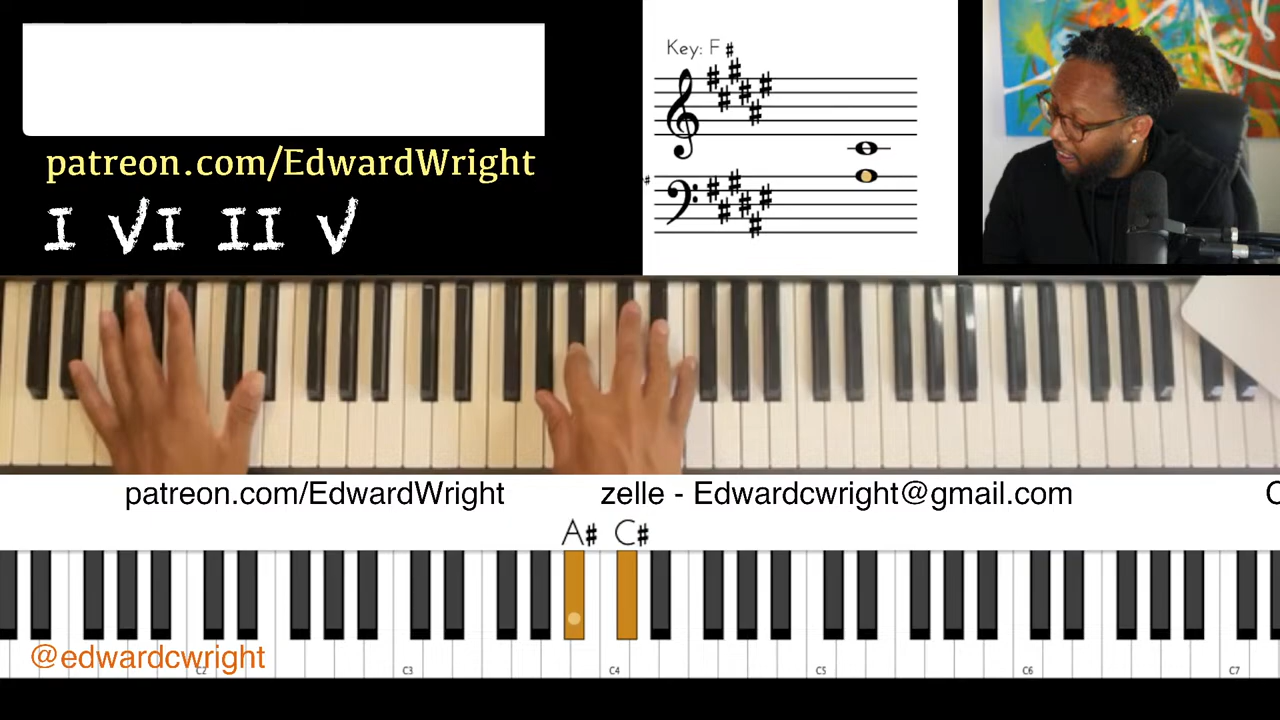 Key: F♯
patreon.com/EdwardWright
I VI II V
patreon.com/EdwardWright zelle - Edwardcwright@gmail.com C
A♯ C♯
@edwardcwright
C2 C3 C4 C5 C6 C7